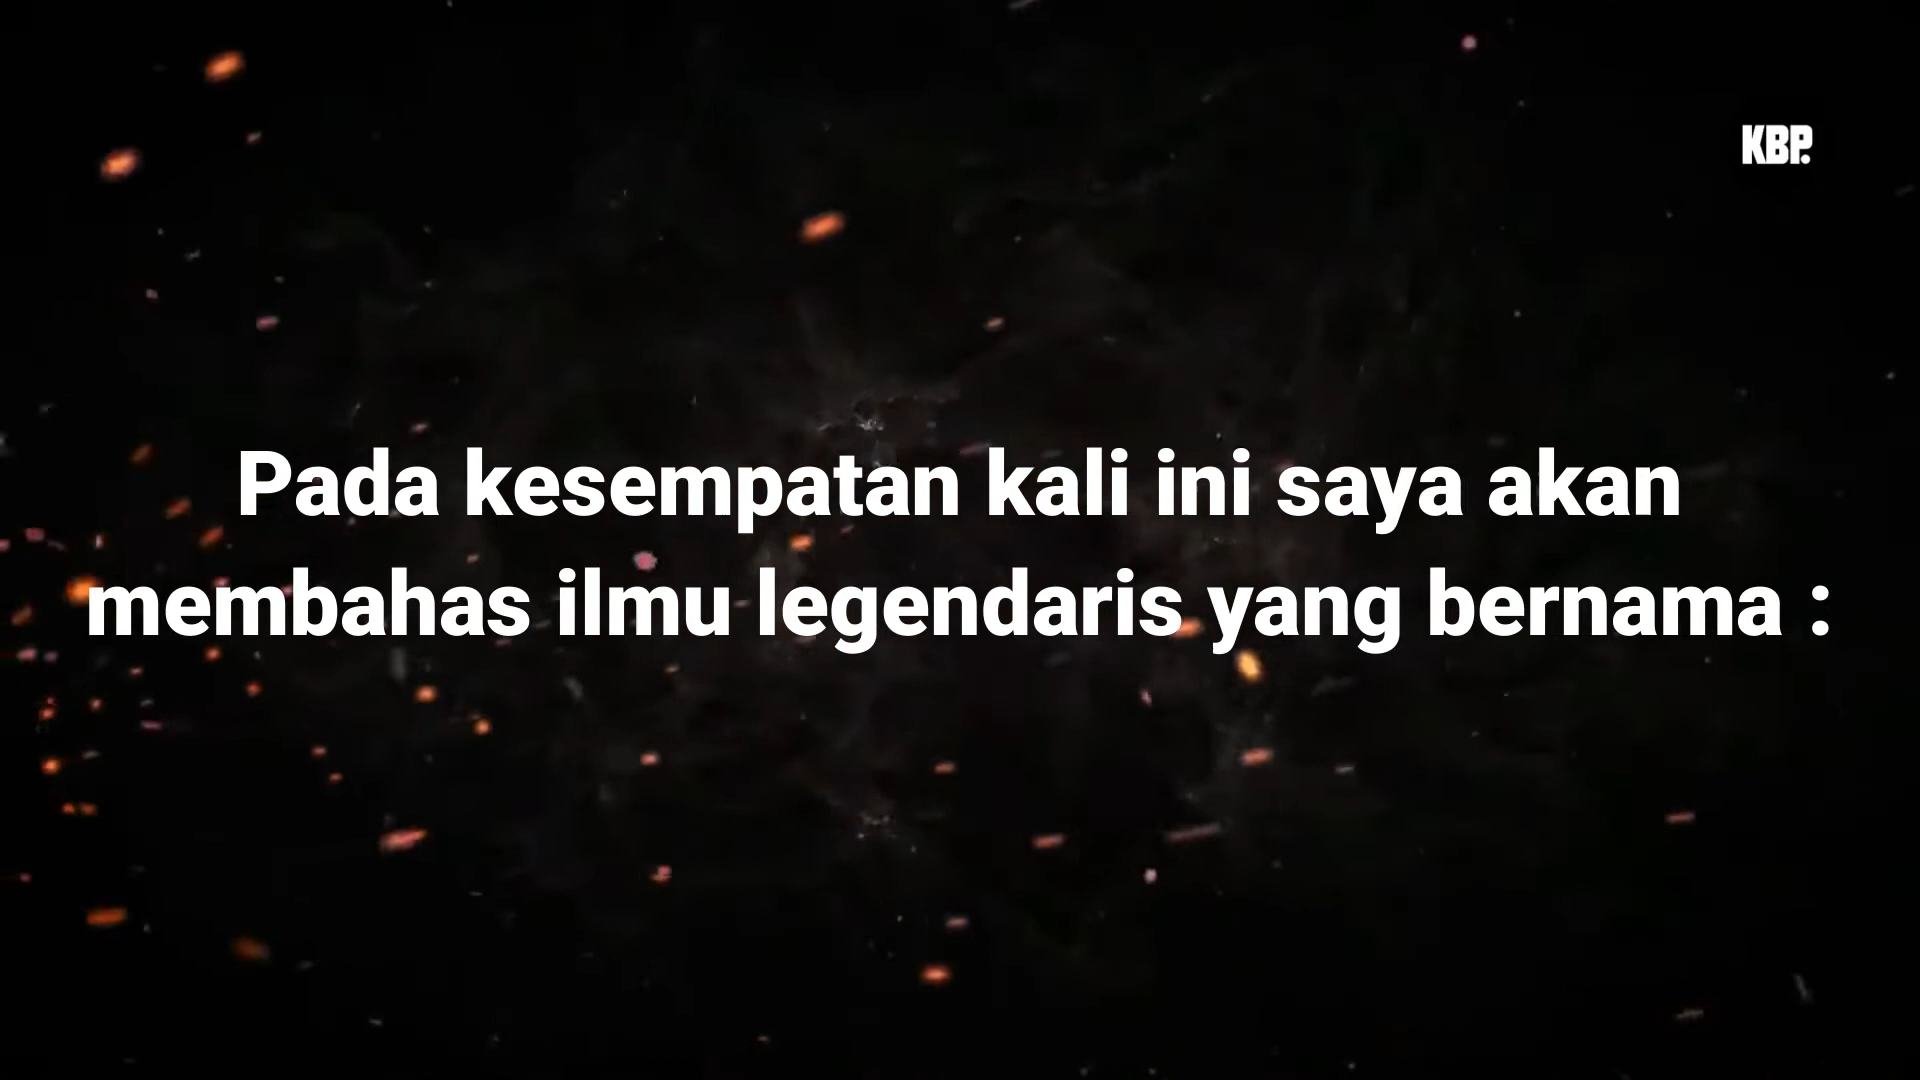 KBP.
Pada kesempatan kali ini saya akan
membahas ilmu legendaris yang bernama :